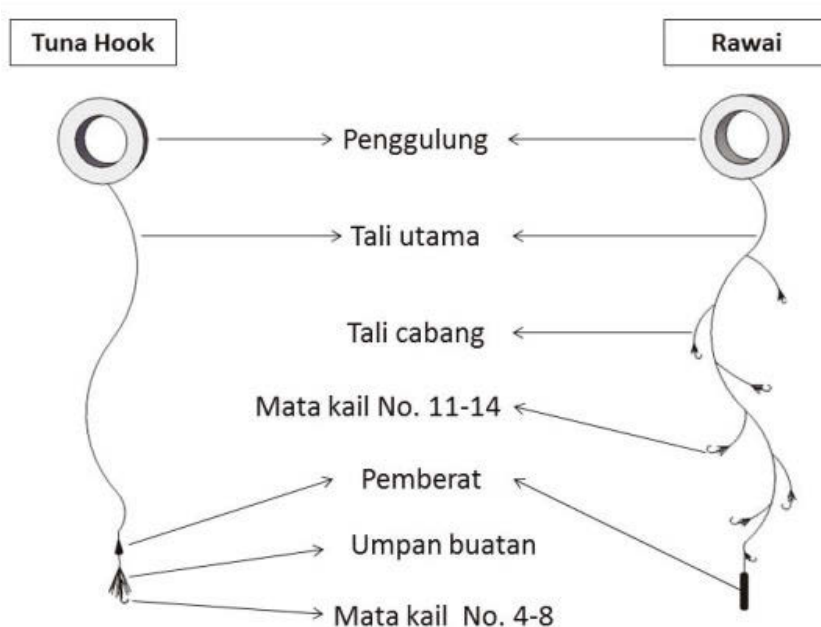 Tuna Hook
Rawai
Penggulung
Tali utama
Tali cabang
Mata kail No. 11-14
Pemberat
Umpan buatan
Mata kail No. 4-8